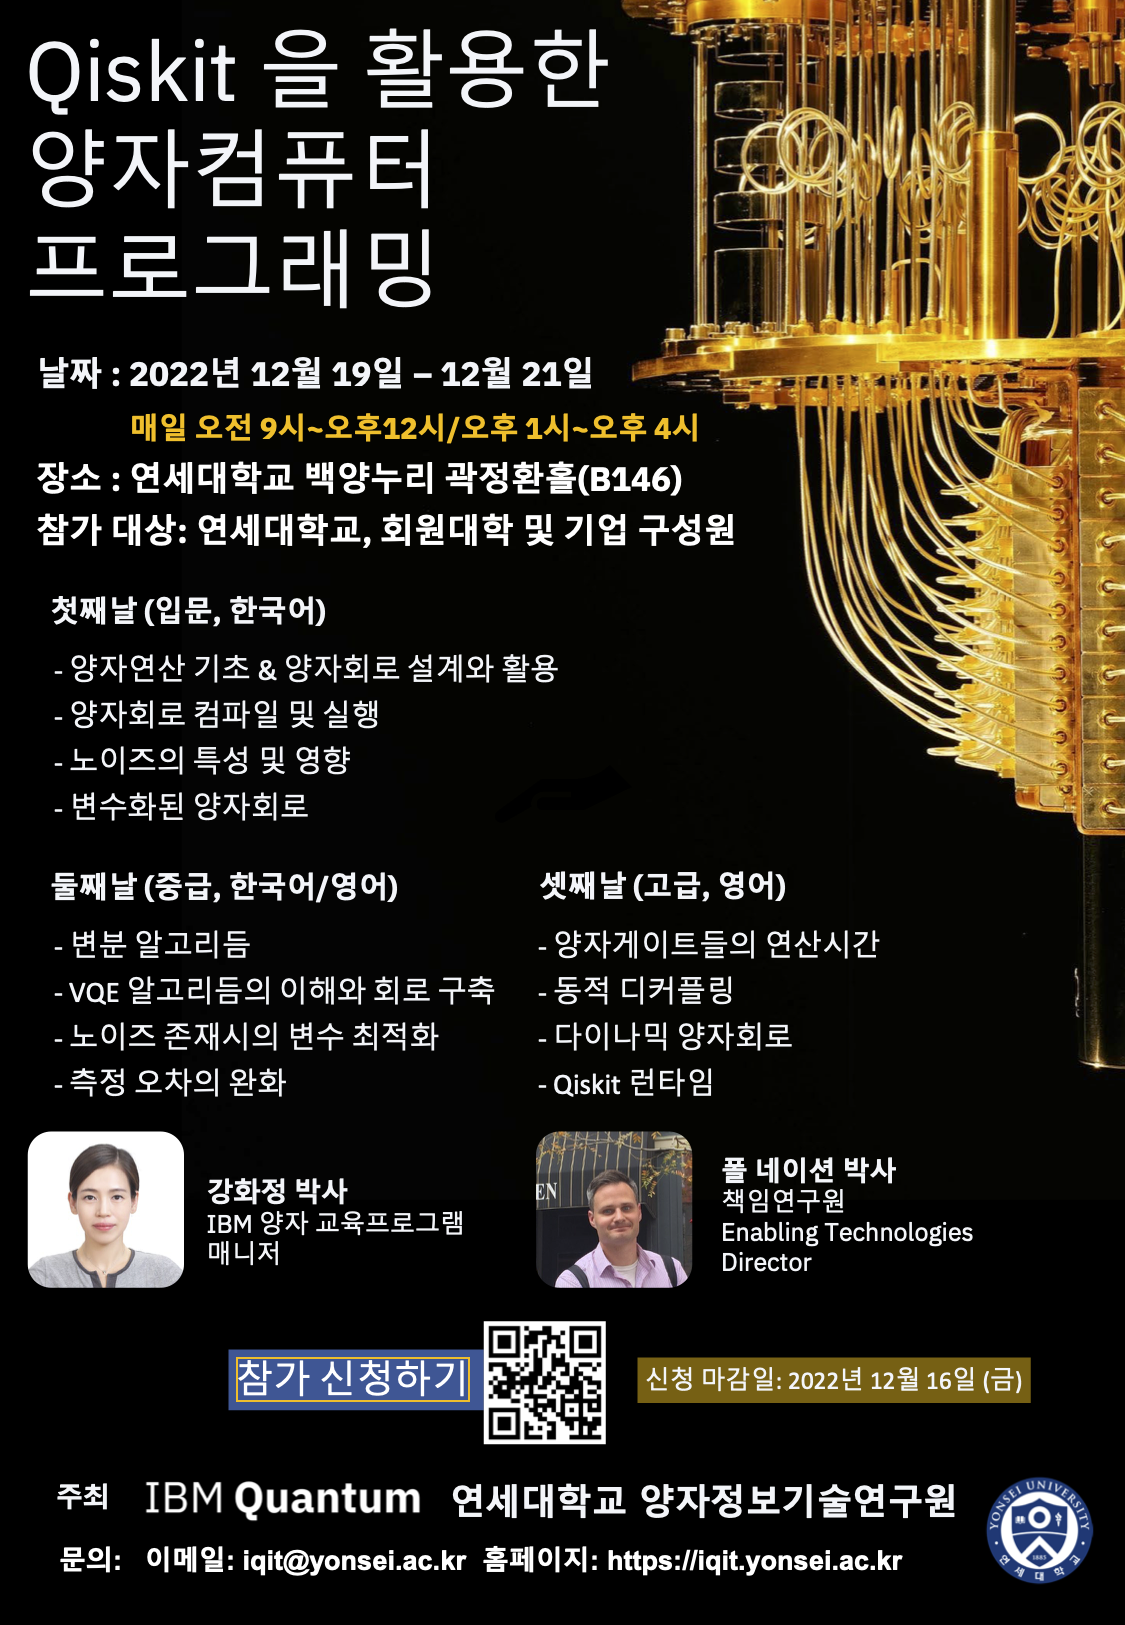 Qiskit 을 활용한
양자컴퓨터
프로그래밍
날짜 : 2022년 12월 19일 – 12월 21일
매일 오전 9시~오후12시/오후 1시~오후 4시
장소 : 연세대학교 백양누리 곽정환홀(B146)
참가 대상: 연세대학교, 회원대학 및 기업 구성원
첫째날 (입문, 한국어)
- 양자연산 기초 & 양자회로 설계와 활용
- 양자회로 컴파일 및 실행
- 노이즈의 특성 및 영향
- 변수화된 양자회로
둘째날 (중급, 한국어/영어)
- 변분 알고리듬
- VQE 알고리듬의 이해와 회로 구축
- 노이즈 존재시의 변수 최적화
- 측정 오차의 완화
셋째날 (고급, 영어)
- 양자게이트들의 연산시간
- 동적 디커플링
- 다이나믹 양자회로
- Qiskit 런타임
강화정 박사
IBM 양자 교육프로그램
매니저
EN
폴 네이션 박사
책임연구원
Enabling Technologies
Director
참가 신청하기
신청 마감일: 2022년 12월 16일 (금)
주최 IBM Quantum 연세대학교 양자정보기술연구원
YONSEI UNIVERSITY
1885
연세대학교
문의: 이메일: iqit@yonsei.ac.kr 홈페이지: https://iqit.yonsei.ac.kr